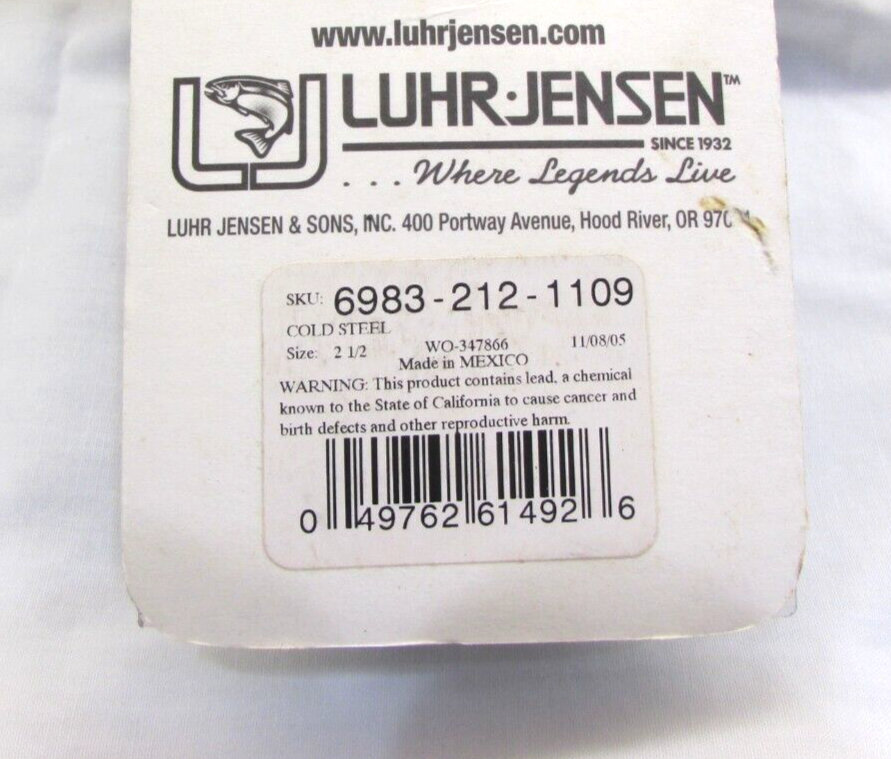 www.luhrjensen.com
LUHR·JENSEN™
SINCE 1932
. . . Where Legends Live
LUHR JENSEN & SONS, INC. 400 Portway Avenue, Hood River, OR
SKU: 6983-212-1109
COLD STEEL
Size: 2 1/2 WO-347866 11/08/05
Made in MEXICO
WARNING: This product contains lead, a chemical
known to the State of California to cause cancer and
birth defects and other reproductive harm.
0 49762 61492 6